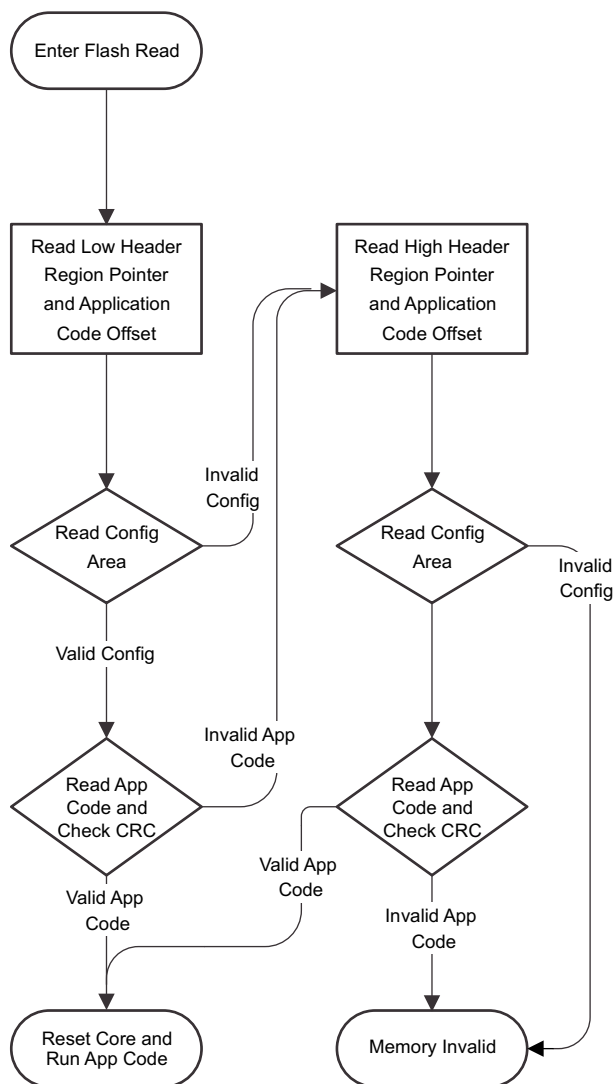 Enter Flash Read
Read Low Header
Region Pointer
and Application
Code Offset
Read High Header
Region Pointer
and Application
Code Offset
Invalid
Config
Read Config
Area
Read Config
Area
Invalid
Config
Valid Config
Invalid App
Code
Read App
Code and
Check CRC
Read App
Code and
Check CRC
Valid App
Code
Valid App
Code
Invalid App
Code
Reset Core and
Run App Code
Memory Invalid